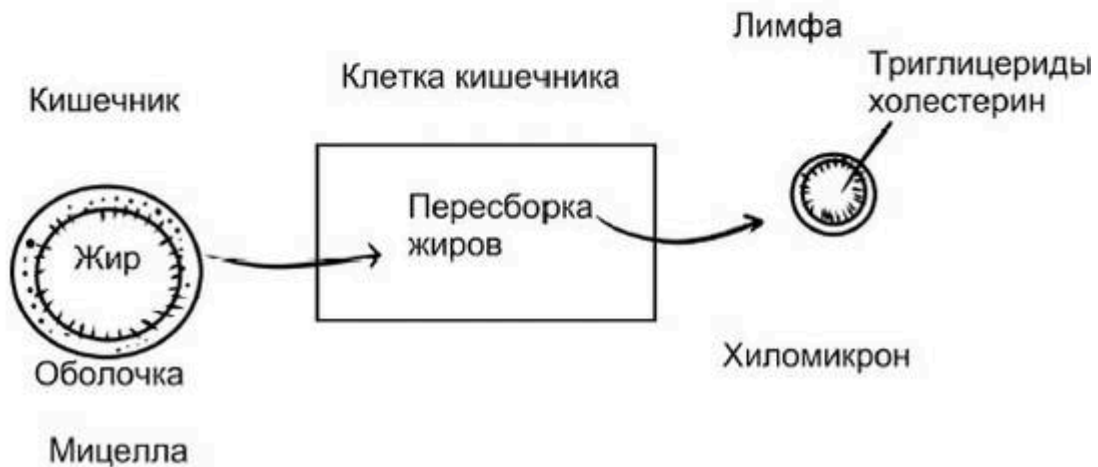 Кишечник
Жир
Оболочка
Мицелла
Клетка кишечника
Пересборка
жиров
Лимфа
Триглицериды
холестерин
Хиломикрон